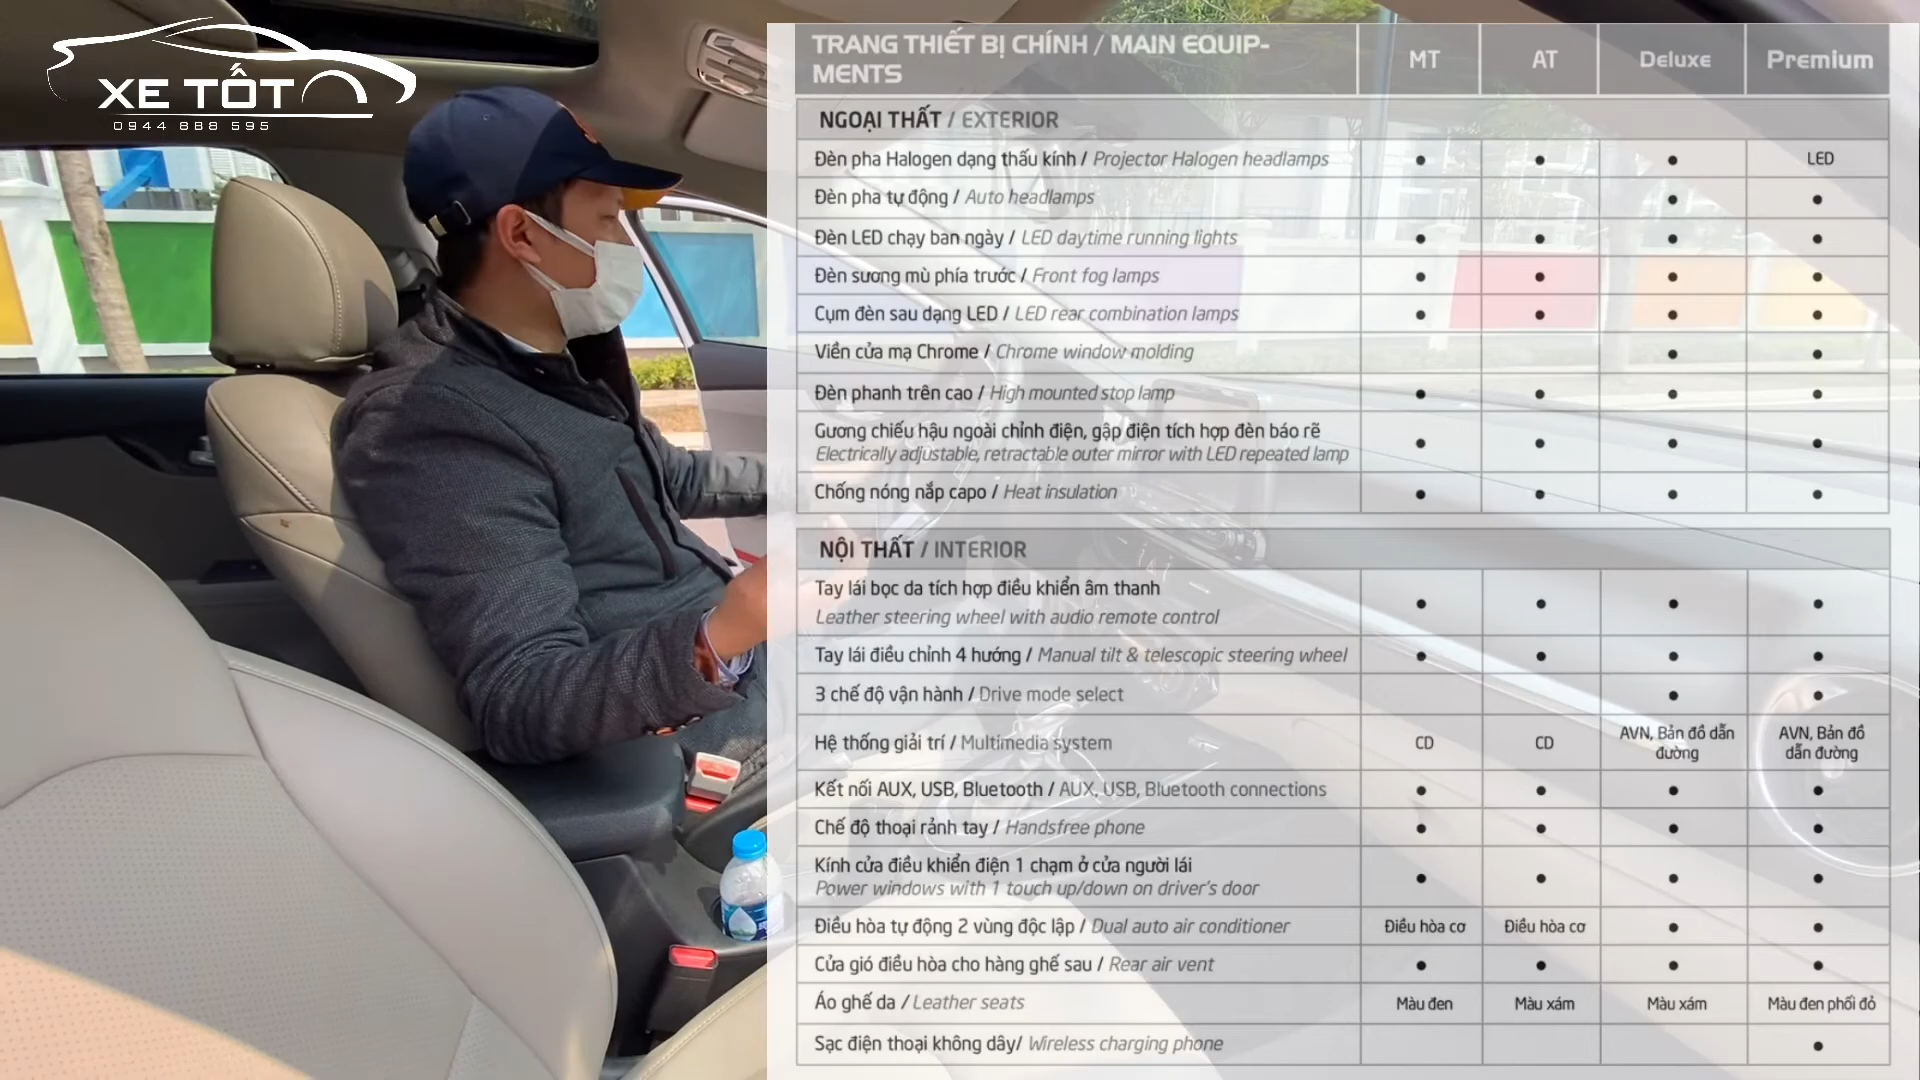 XE TỐT
0944 888 595
TRANG THIẾT BỊ CHÍNH / MAIN EQUIP-
MENTS
MT AT Deluxe Premium
NGOẠI THẤT / EXTERIOR
Đèn pha Halogen dạng thấu kính / Projector Halogen headlamps ● ● ● LED
Đèn pha tự động / Auto headlamps ● ●
Đèn LED chạy ban ngày / LED daytime running lights ● ● ● ●
Đèn sương mù phía trước / Front fog lamps ● ● ● ●
Cụm đèn sau dạng LED / LED rear combination lamps ● ● ● ●
Viền cửa mạ Chrome / Chrome window molding ● ●
Đèn phanh trên cao / High mounted stop lamp ● ● ● ●
Gương chiếu hậu ngoài chỉnh điện, gập điện tích hợp đèn báo rẽ
Electrically adjustable, retractable outer mirror with LED repeated lamp ● ● ● ●
Chống nóng nắp capo / Heat insulation ● ● ● ●
NỘI THẤT / INTERIOR
Tay lái bọc da tích hợp điều khiển âm thanh
Leather steering wheel with audio remote control ● ● ● ●
Tay lái điều chỉnh 4 hướng / Manual tilt & telescopic steering wheel ● ● ● ●
3 chế độ vận hành / Drive mode select ● ●
Hệ thống giải trí / Multimedia system CD CD AVN, Bản đồ dẫn đường AVN, Bản đồ dẫn đường
Kết nối AUX, USB, Bluetooth / AUX, USB, Bluetooth connections ● ● ● ●
Chế độ thoại rảnh tay / Handsfree phone ● ● ● ●
Kính cửa điều khiển điện 1 chạm ở cửa người lái
Power windows with 1 touch up/down on driver's door ● ● ● ●
Điều hòa tự động 2 vùng độc lập / Dual auto air conditioner Điều hòa cơ Điều hòa cơ ● ●
Cửa gió điều hòa cho hàng ghế sau / Rear air vent ● ● ● ●
Áo ghế da / Leather seats Màu đen Màu xám Màu xám Màu đen phối đỏ
Sạc điện thoại không dây/ Wireless charging phone ●